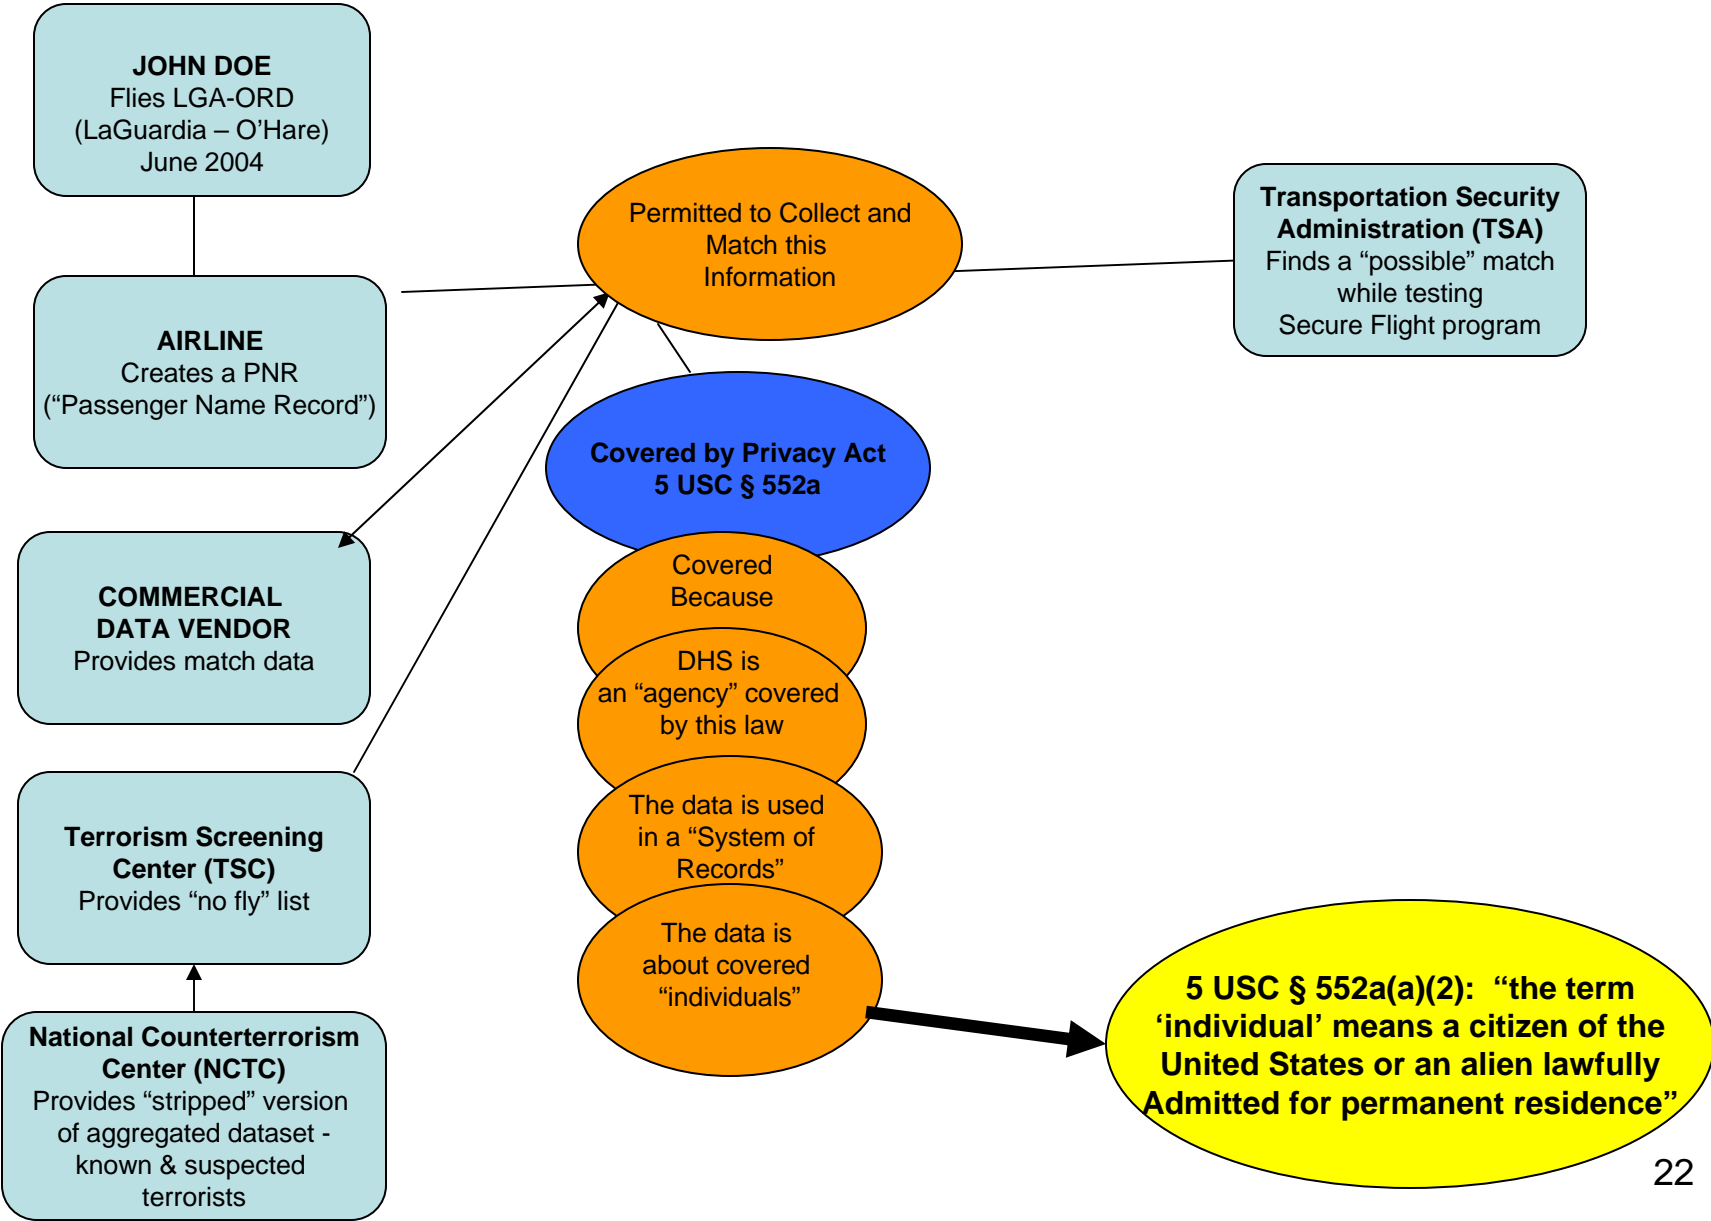 JOHN DOE
Flies LGA-ORD
(LaGuardia – O’Hare)
June 2004
AIRLINE
Creates a PNR
(“Passenger Name Record”)
COMMERCIAL
DATA VENDOR
Provides match data
Terrorism Screening
Center (TSC)
Provides “no fly” list
National Counterterrorism
Center (NCTC)
Provides “stripped” version
of aggregated dataset -
known & suspected
terrorists
Permitted to Collect and
Match this
Information
Covered by Privacy Act
5 USC § 552a
Covered
Because
DHS is
an “agency” covered
by this law
The data is used
in a “System of
Records”
The data is
about covered
“individuals”
Transportation Security
Administration (TSA)
Finds a “possible” match
while testing
Secure Flight program
5 USC § 552a(a)(2):  “the term
‘individual’ means a citizen of the
United States or an alien lawfully
Admitted for permanent residence”
22